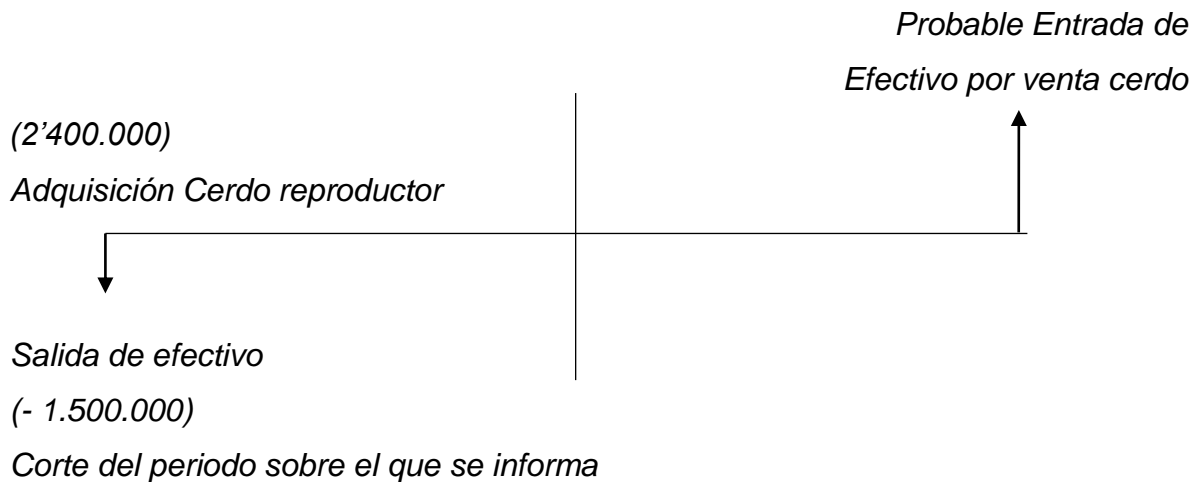 Probable Entrada de
Efectivo por venta cerdo
(2’400.000)
Adquisición Cerdo reproductor
Salida de efectivo
(- 1.500.000)
Corte del periodo sobre el que se informa